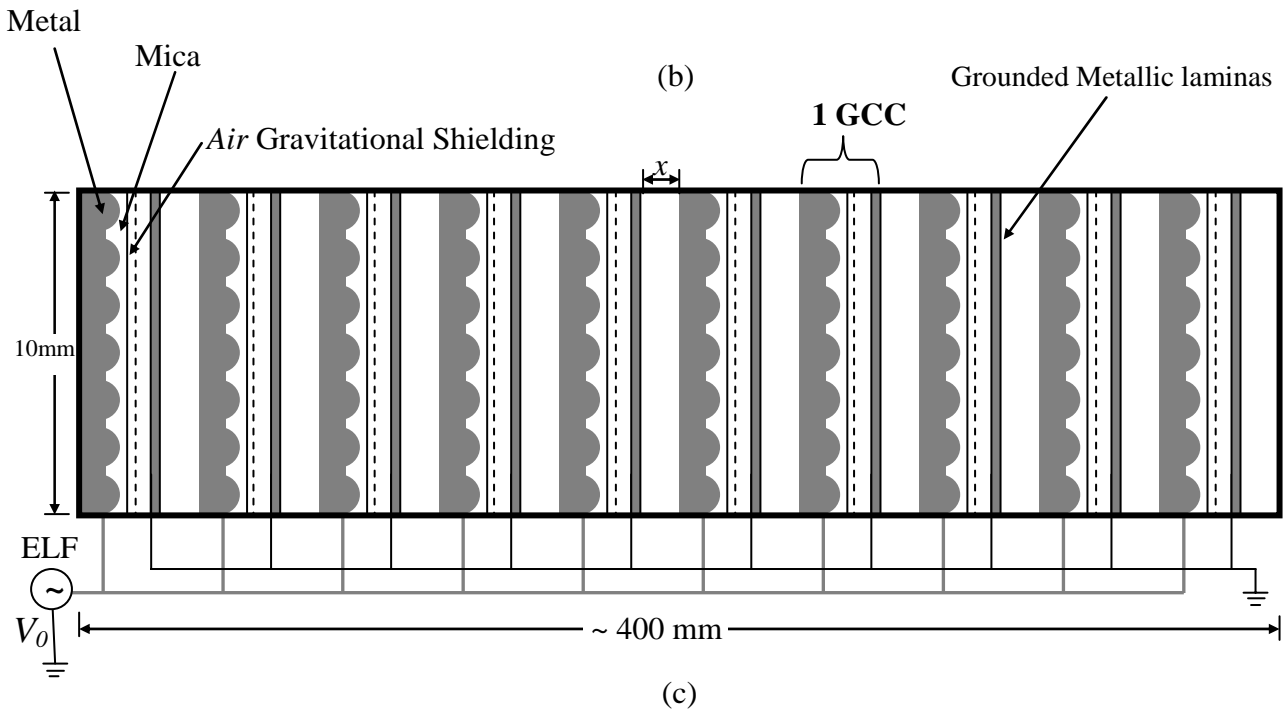 Metal
Mica
(b)
Grounded Metallic laminas
1 GCC
Air Gravitational Shielding
x
10mm
ELF
~
V0
~ 400 mm
(c)